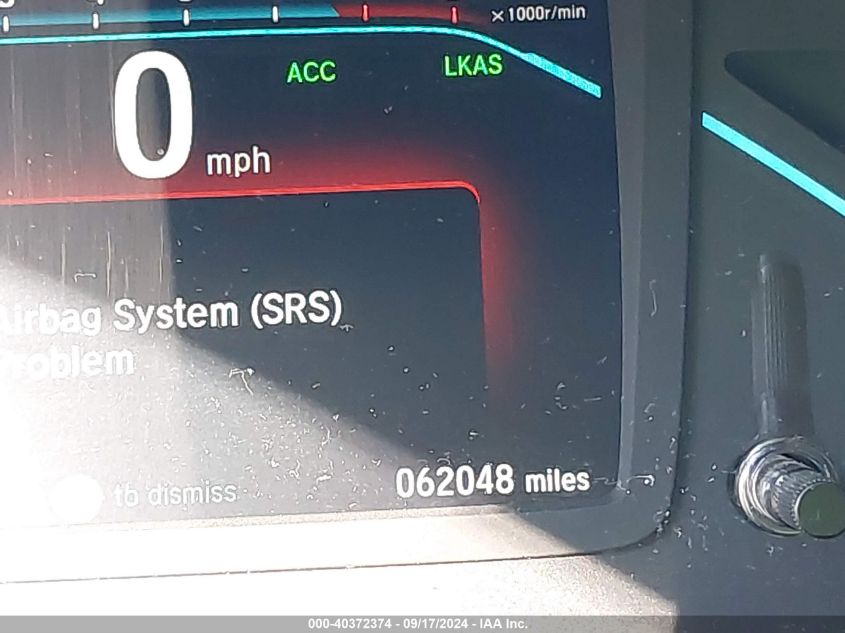 ×1000r/min
ACC LKAS
0 mph
Airbag System (SRS)
Problem
to dismiss
062048 miles
000-40372374 - 09/17/2024 - IAA Inc.